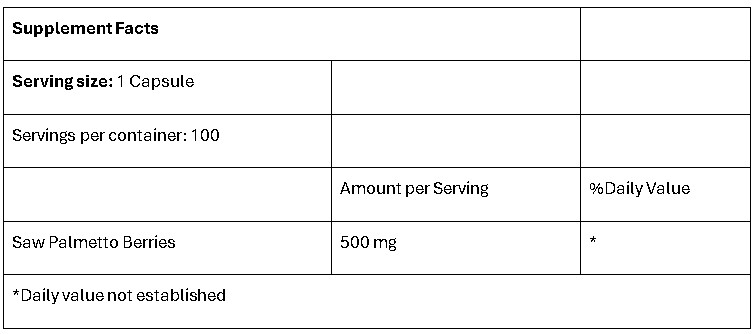 Supplement Facts
Serving size: 1 Capsule
Servings per container: 100
Amount per Serving %Daily Value
Saw Palmetto Berries 500 mg *
*Daily value not established